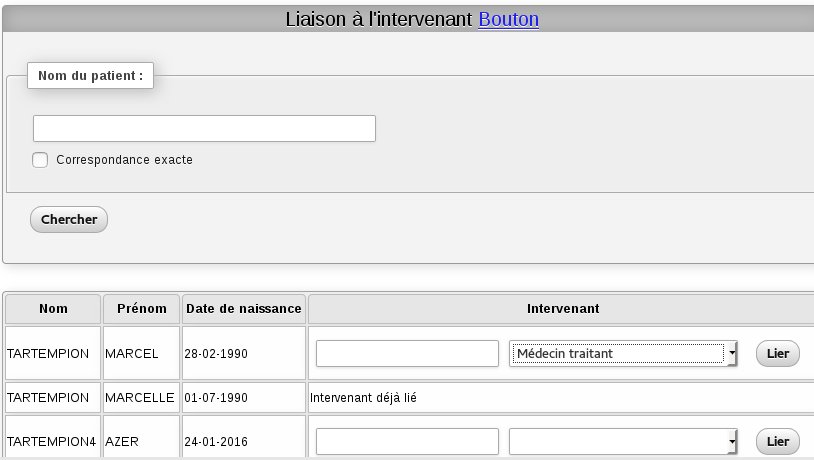 Liaison à l'intervenant Bouton
Nom du patient :
Correspondance exacte
Chercher
Nom Prénom Date de naissance Intervenant
TARTEMPION MARCEL 28-02-1990 Médecin traitant Lier
TARTEMPION MARCELLE 01-07-1990 Intervenant déjà lié
TARTEMPION4 AZER 24-01-2016 Lier